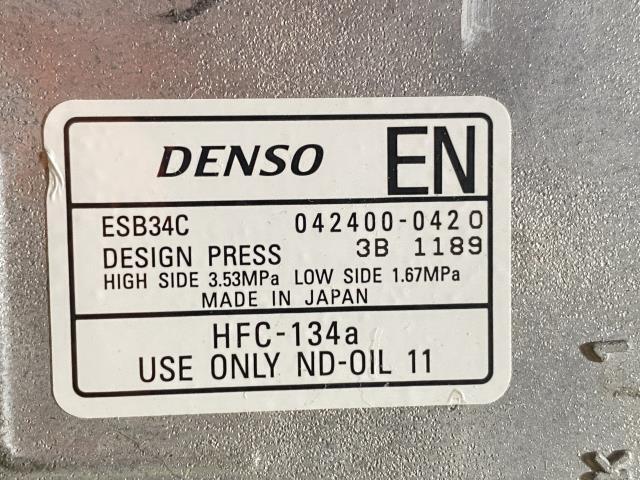 DENSO EN
ESB34C 042400-0420
DESIGN PRESS 3B 1189
HIGH SIDE 3.53MPa LOW SIDE 1.67MPa
MADE IN JAPAN
HFC-134a
USE ONLY ND-OIL 11